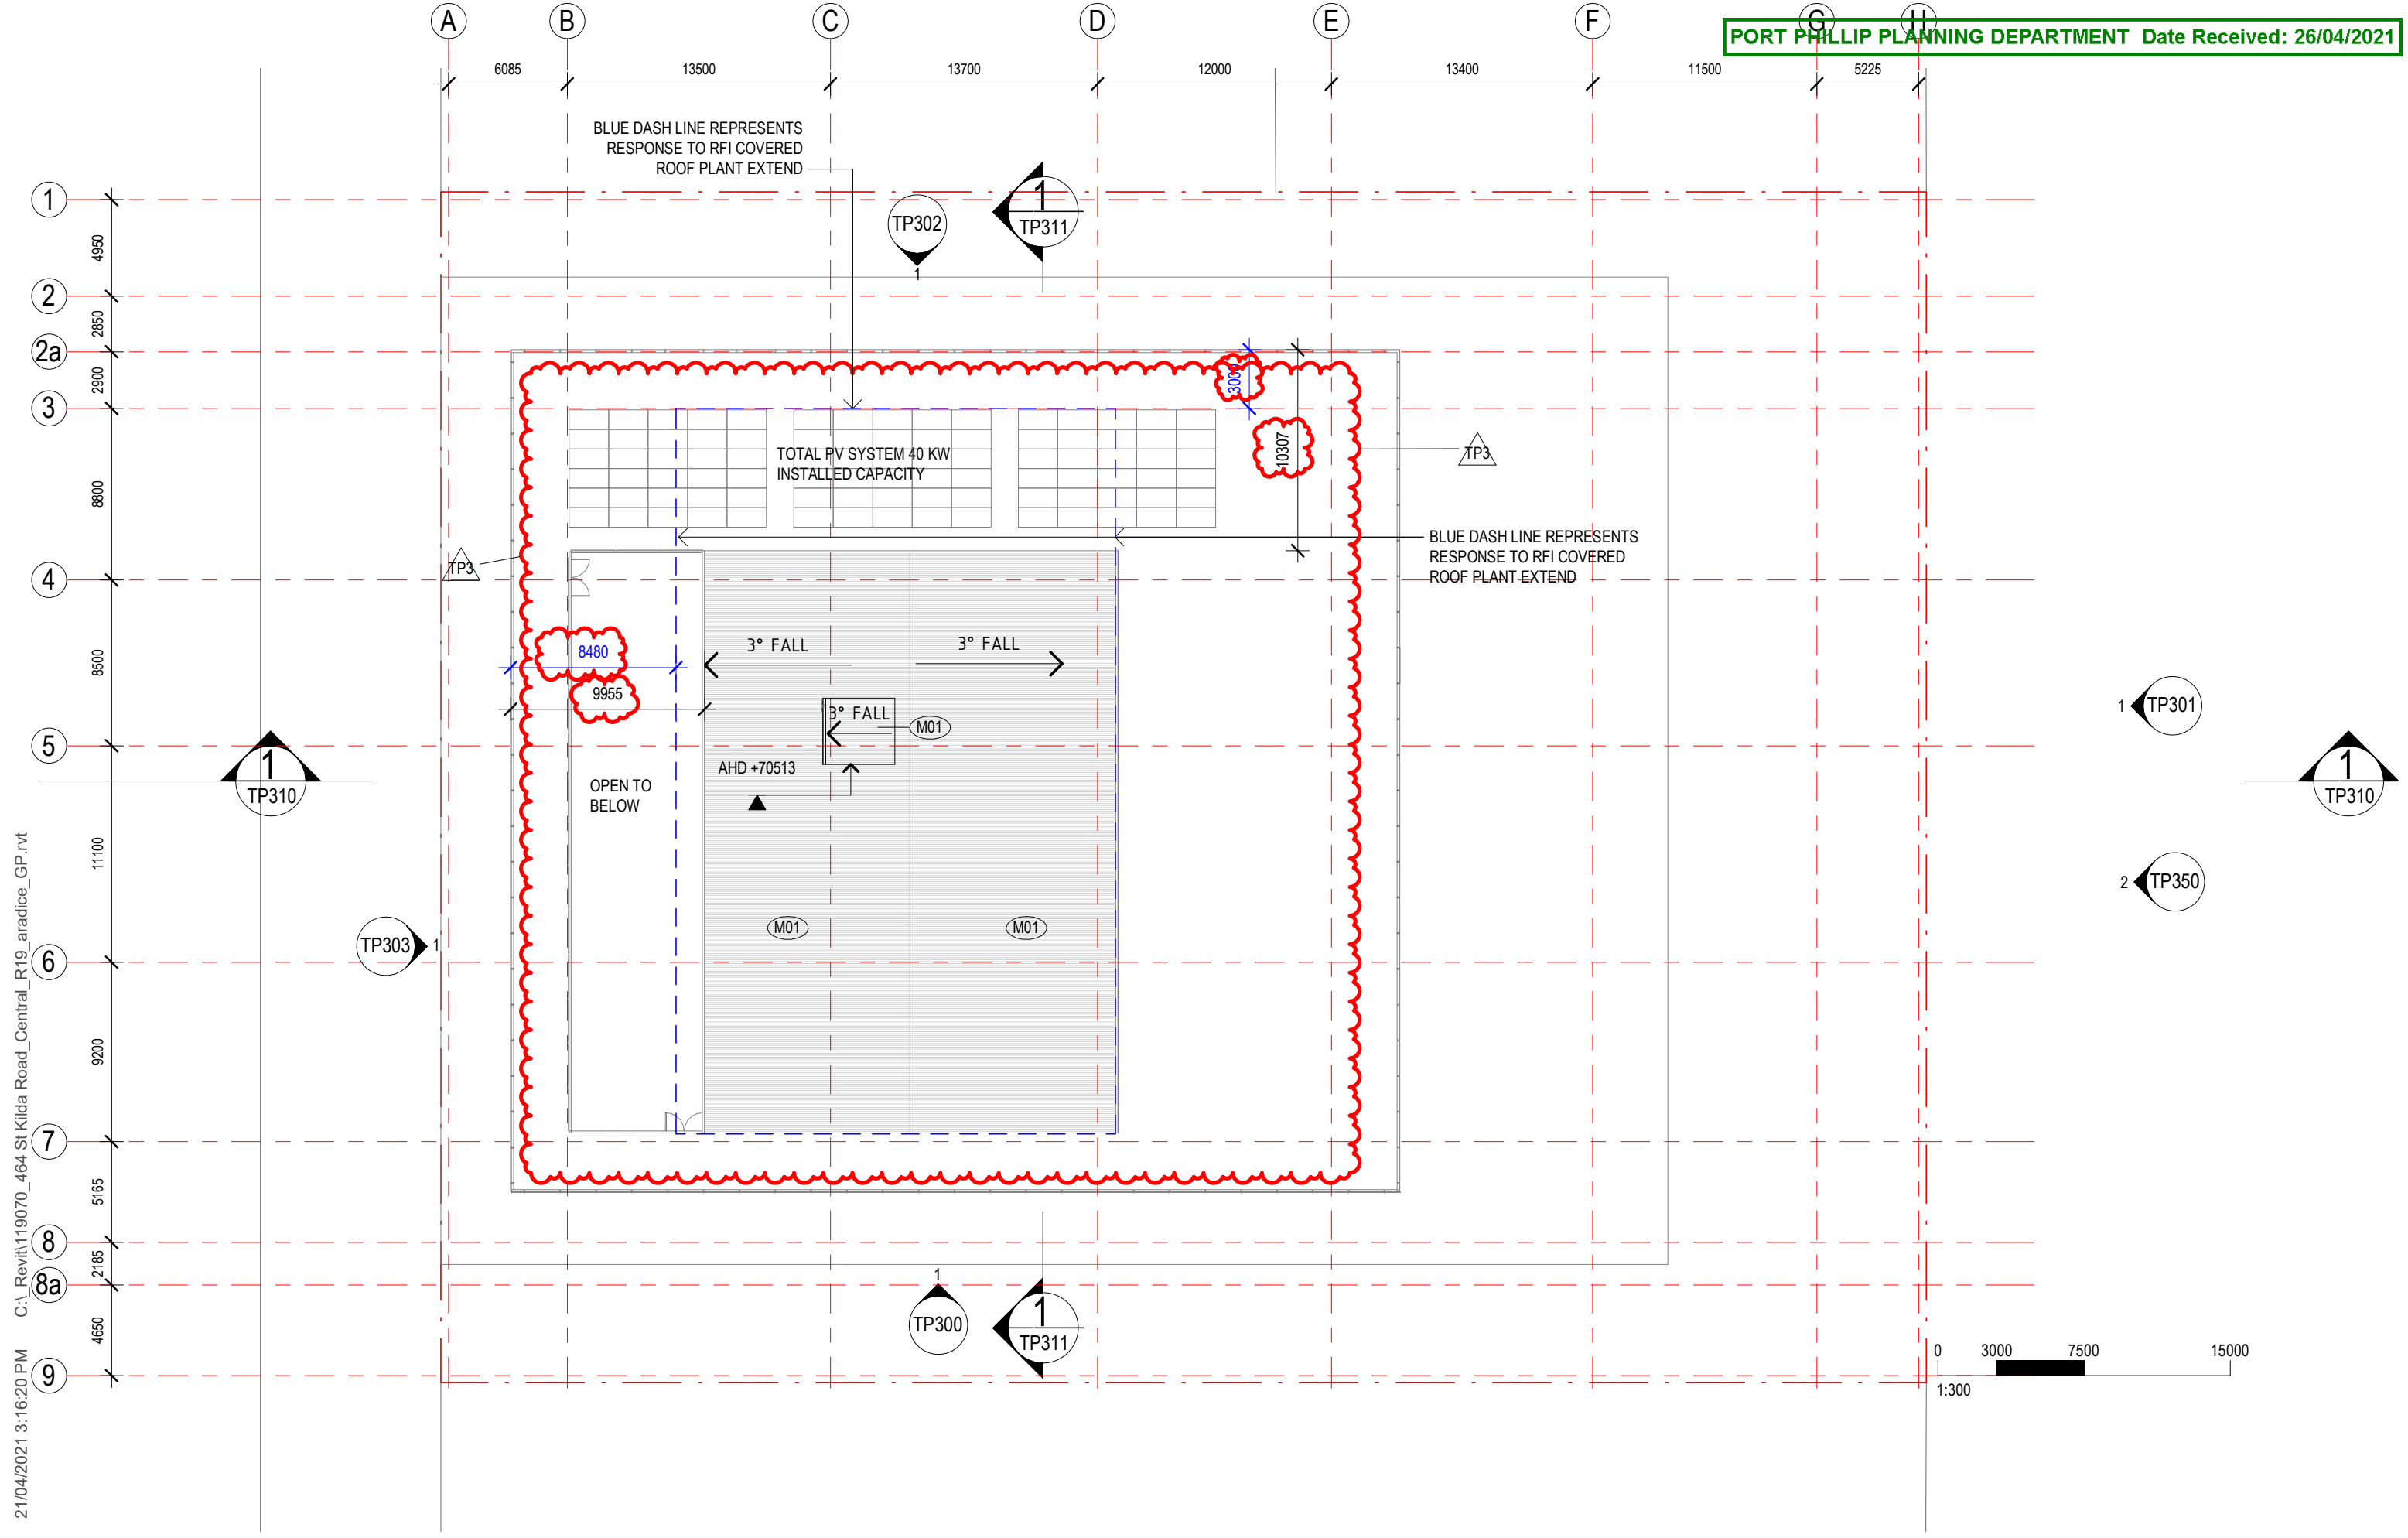 A B C D E F G H
PORT PHILLIP PLANNING DEPARTMENT Date Received: 26/04/2021
6085 13500 13700 12000 13400 11500 5225
BLUE DASH LINE REPRESENTS
RESPONSE TO RFI COVERED
ROOF PLANT EXTEND
1
TP302
1
1
TP311
4950
2
2850
2a
2900
3
300
10307
TP3
TOTAL PV SYSTEM 40 KW
INSTALLED CAPACITY
8800
BLUE DASH LINE REPRESENTS
RESPONSE TO RFI COVERED
ROOF PLANT EXTEND
TP3
4
8500
8480
9955
3° FALL
3° FALL
3° FALL
M01
AHD +70513
OPEN TO
BELOW
5
1
TP310
1 TP301
1
TP310
11100
2 TP350
M01
M01
TP303 1
6
9200
7
5165
8
2185
8a
1
TP300
1
TP311
4650
9
0 3000 7500 15000
1:300
21/04/2021 3:16:20 PM C:\_Revit\119070_464 St Kilda Road_Central_R19_aradice_GP.rvt